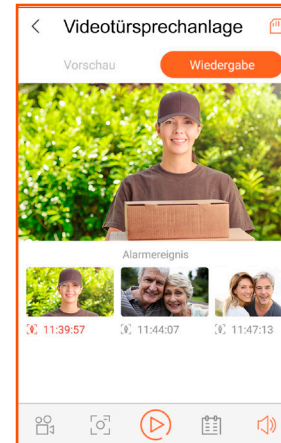 Videotürsprechanlage
Vorschau
Wiedergabe
Alarmereignis
11:39:57
11:44:07
11:47:13